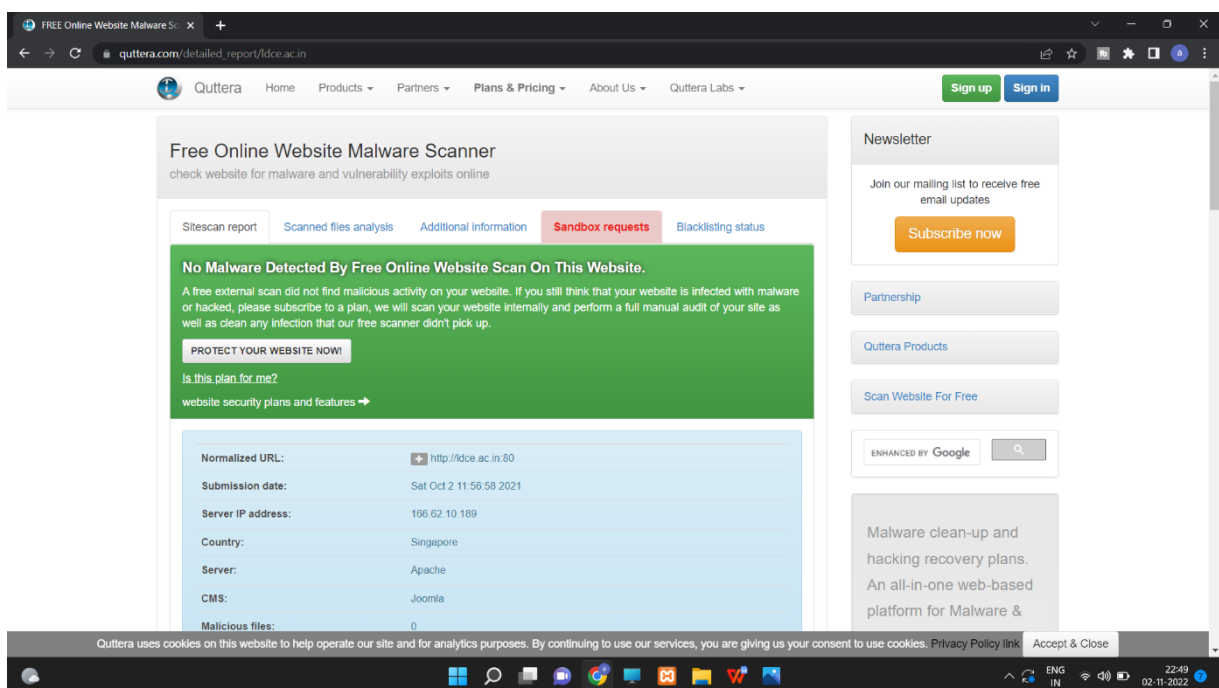 FREE Online Website Malware Sc
quttera.com/detailed_report/ldce.ac.in
Quttera Home Products Partners Plans & Pricing About Us Quttera Labs Sign up Sign in
Free Online Website Malware Scanner
check website for malware and vulnerability exploits online
Sitescan report Scanned files analysis Additional information Sandbox requests Blacklisting status
No Malware Detected By Free Online Website Scan On This Website.
A free external scan did not find malicious activity on your website. If you still think that your website is infected with malware
or hacked, please subscribe to a plan, we will scan your website internally and perform a full manual audit of your site as
well as clean any infection that our free scanner didn't pick up.
PROTECT YOUR WEBSITE NOW!
Is this plan for me?
website security plans and features
Normalized URL: http://ldce.ac.in:80
Submission date: Sat Oct 2 11:56:58 2021
Server IP address: 166.62.10.189
Country: Singapore
Server: Apache
CMS: Joomla
Malicious files: 0
Newsletter
Join our mailing list to receive free
email updates
Subscribe now
Partnership
Quttera Products
Scan Website For Free
ENHANCED BY Google
Malware clean-up and
hacking recovery plans.
An all-in-one web-based
platform for Malware &
Quttera uses cookies on this website to help operate our site and for analytics purposes. By continuing to use our services, you are giving us your consent to use cookies. Privacy Policy link Accept & Close
ENG
IN
22:49
02-11-2022
7